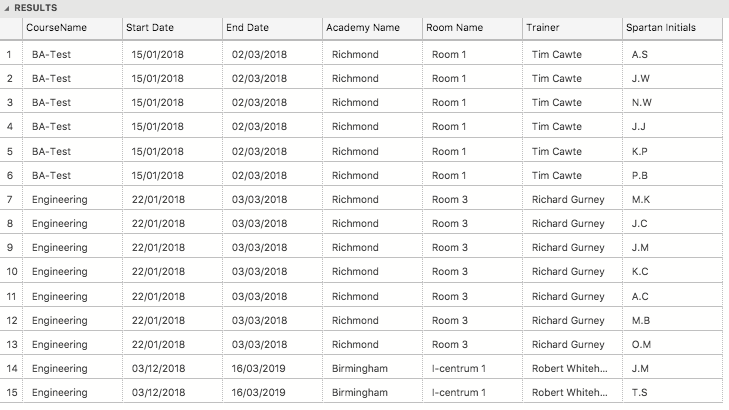 RESULTS
CourseName Start Date End Date Academy Name Room Name Trainer Spartan Initials
1 BA-Test 15/01/2018 02/03/2018 Richmond Room 1 Tim Cawte A.S
2 BA-Test 15/01/2018 02/03/2018 Richmond Room 1 Tim Cawte J.W
3 BA-Test 15/01/2018 02/03/2018 Richmond Room 1 Tim Cawte N.W
4 BA-Test 15/01/2018 02/03/2018 Richmond Room 1 Tim Cawte J.J
5 BA-Test 15/01/2018 02/03/2018 Richmond Room 1 Tim Cawte K.P
6 BA-Test 15/01/2018 02/03/2018 Richmond Room 1 Tim Cawte P.B
7 Engineering 22/01/2018 03/03/2018 Richmond Room 3 Richard Gurney M.K
8 Engineering 22/01/2018 03/03/2018 Richmond Room 3 Richard Gurney J.C
9 Engineering 22/01/2018 03/03/2018 Richmond Room 3 Richard Gurney J.M
10 Engineering 22/01/2018 03/03/2018 Richmond Room 3 Richard Gurney K.C
11 Engineering 22/01/2018 03/03/2018 Richmond Room 3 Richard Gurney A.C
12 Engineering 22/01/2018 03/03/2018 Richmond Room 3 Richard Gurney M.B
13 Engineering 22/01/2018 03/03/2018 Richmond Room 3 Richard Gurney O.M
14 Engineering 03/12/2018 16/03/2019 Birmingham I-centrum 1 Robert Whiteh... J.M
15 Engineering 03/12/2018 16/03/2019 Birmingham I-centrum 1 Robert Whiteh... T.S